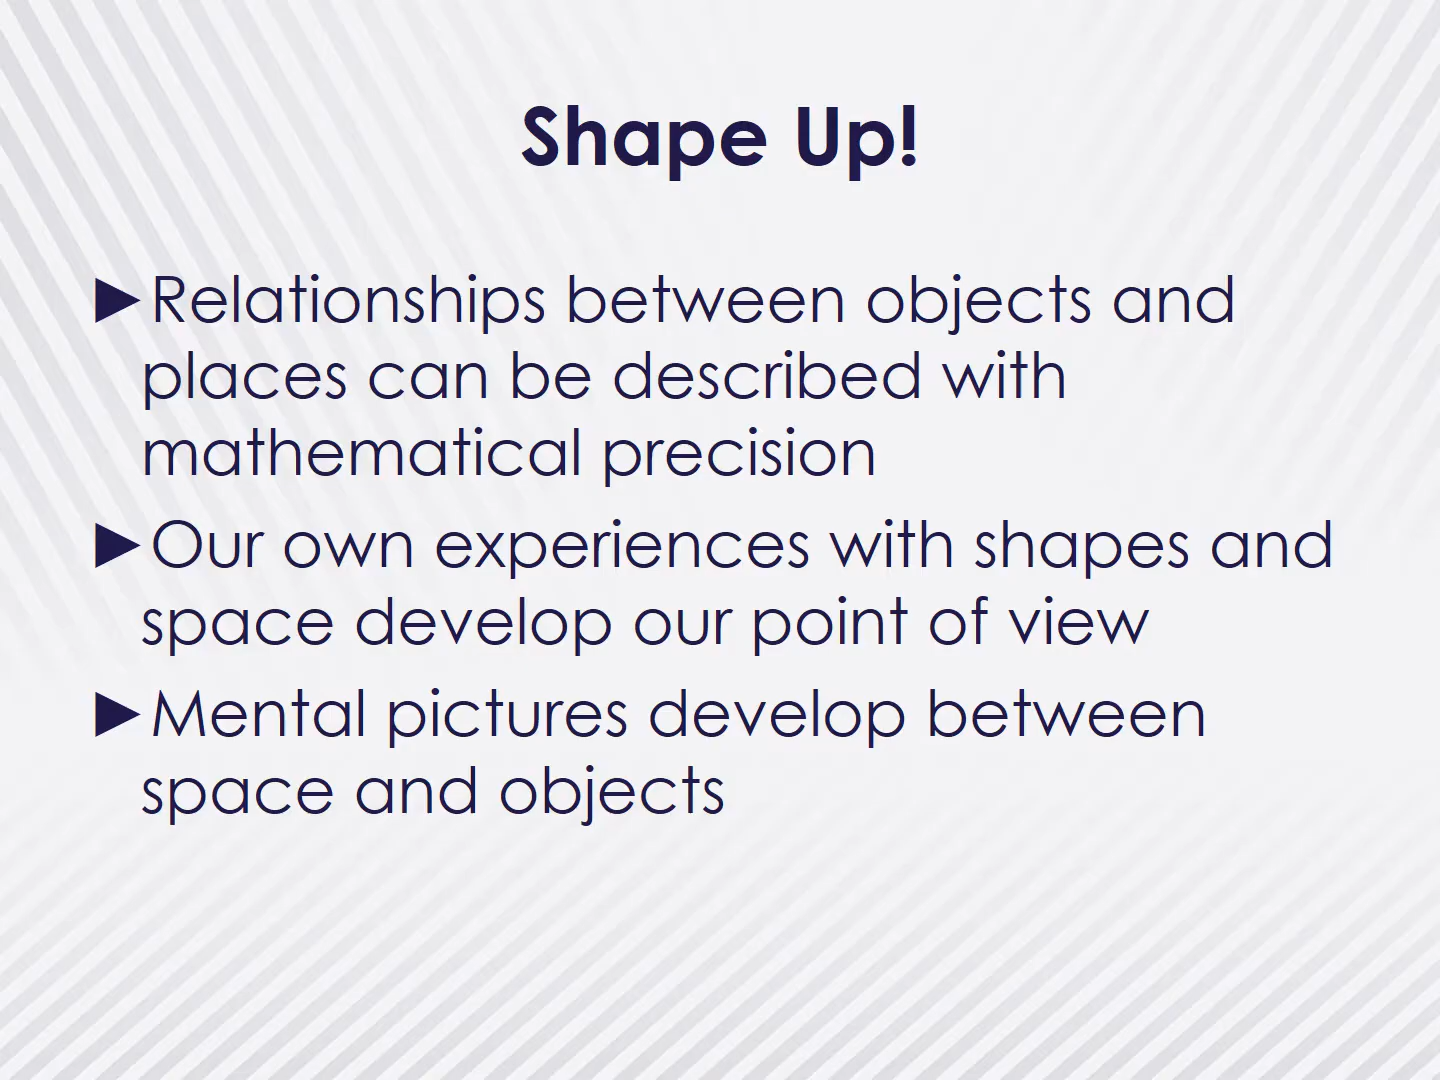 Shape Up!
►Relationships between objects and
places can be described with
mathematical precision
►Our own experiences with shapes and
space develop our point of view
►Mental pictures develop between
space and objects